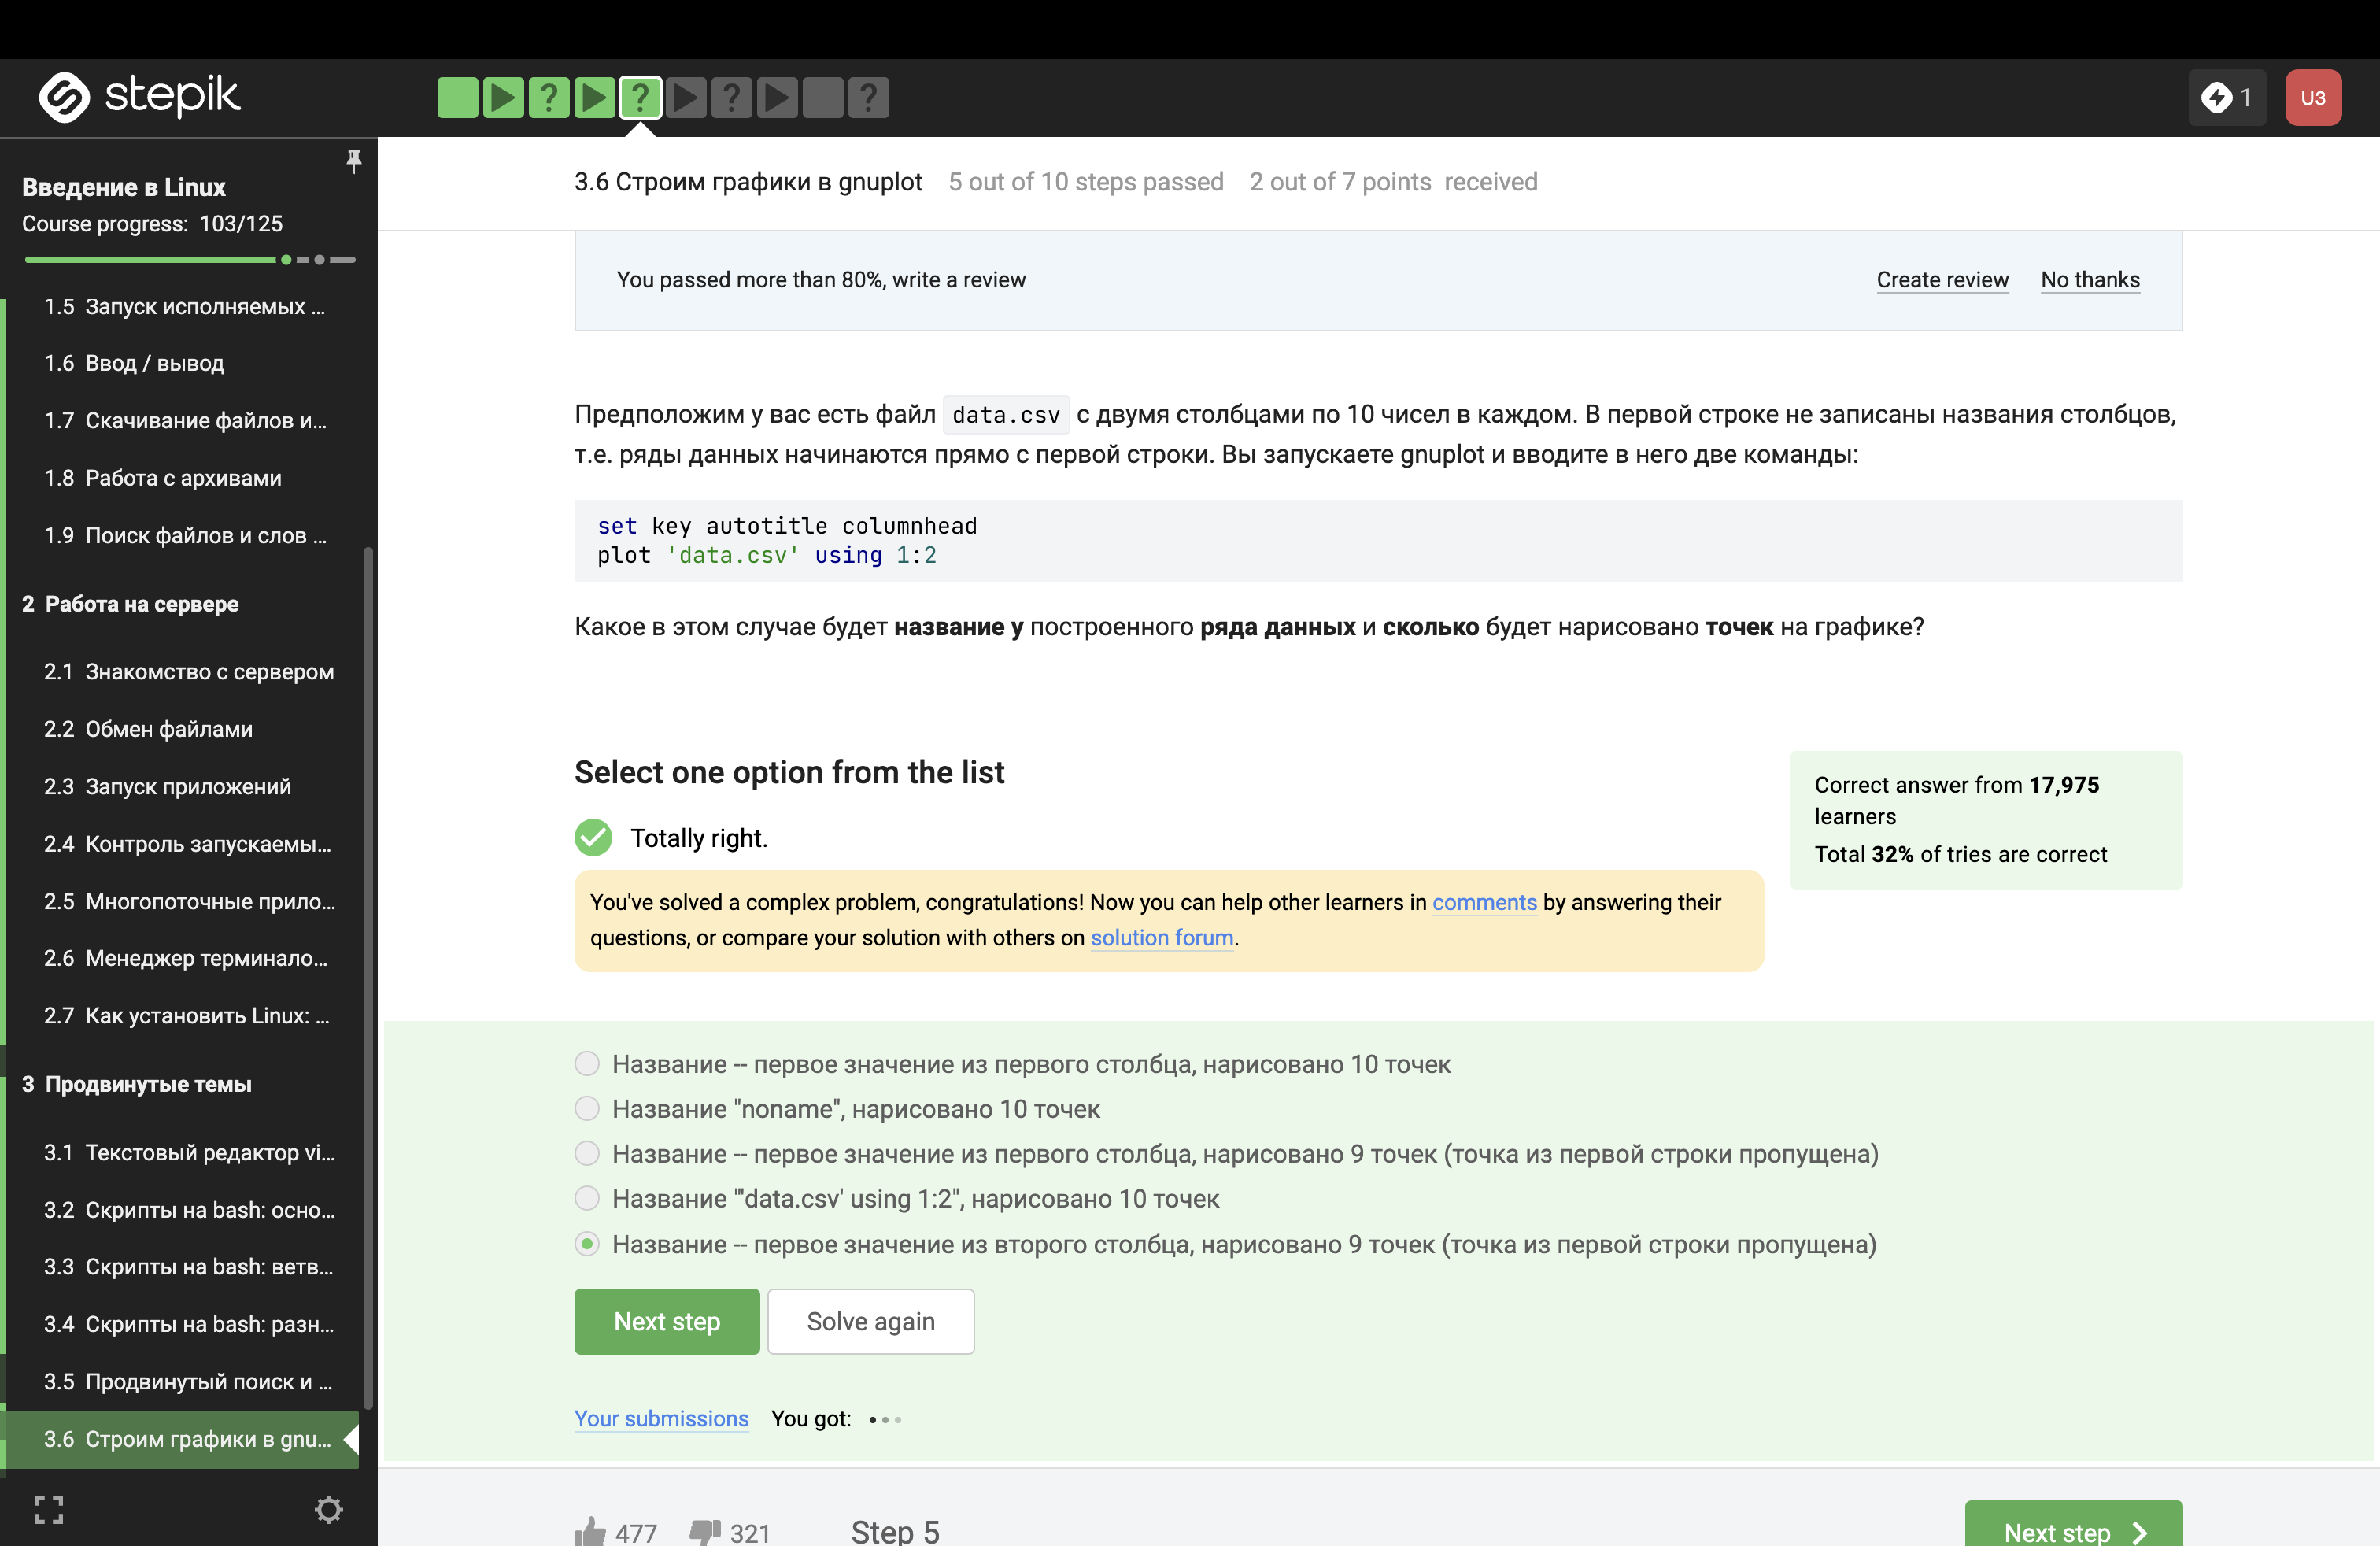 stepik
? ? ? ?
1
U3
Введение в Linux
Course progress: 103/125
1.5 Запуск исполняемых ...
1.6 Ввод / вывод
1.7 Скачивание файлов и...
1.8 Работа с архивами
1.9 Поиск файлов и слов ...
2 Работа на сервере
2.1 Знакомство с сервером
2.2 Обмен файлами
2.3 Запуск приложений
2.4 Контроль запускаемы...
2.5 Многопоточные прило...
2.6 Менеджер терминало...
2.7 Как установить Linux: ...
3 Продвинутые темы
3.1 Текстовый редактор vi...
3.2 Скрипты на bash: осно...
3.3 Скрипты на bash: ветв...
3.4 Скрипты на bash: разн...
3.5 Продвинутый поиск и ...
3.6 Строим графики в gnu...
3.6 Строим графики в gnuplot 5 out of 10 steps passed 2 out of 7 points received
You passed more than 80%, write a review Create review No thanks
Предположим у вас есть файл data.csv с двумя столбцами по 10 чисел в каждом. В первой строке не записаны названия столбцов,
т.е. ряды данных начинаются прямо с первой строки. Вы запускаете gnuplot и вводите в него две команды:
set key autotitle columnhead
plot 'data.csv' using 1:2
Какое в этом случае будет название у построенного ряда данных и сколько будет нарисовано точек на графике?
Select one option from the list
Totally right.
You've solved a complex problem, congratulations! Now you can help other learners in comments by answering their
questions, or compare your solution with others on solution forum.
Correct answer from 17,975
learners
Total 32% of tries are correct
Название -- первое значение из первого столбца, нарисовано 10 точек
Название "noname", нарисовано 10 точек
Название -- первое значение из первого столбца, нарисовано 9 точек (точка из первой строки пропущена)
Название "'data.csv' using 1:2", нарисовано 10 точек
Название -- первое значение из второго столбца, нарисовано 9 точек (точка из первой строки пропущена)
Next step Solve again
Your submissions You got:
477 321 Step 5 Next step